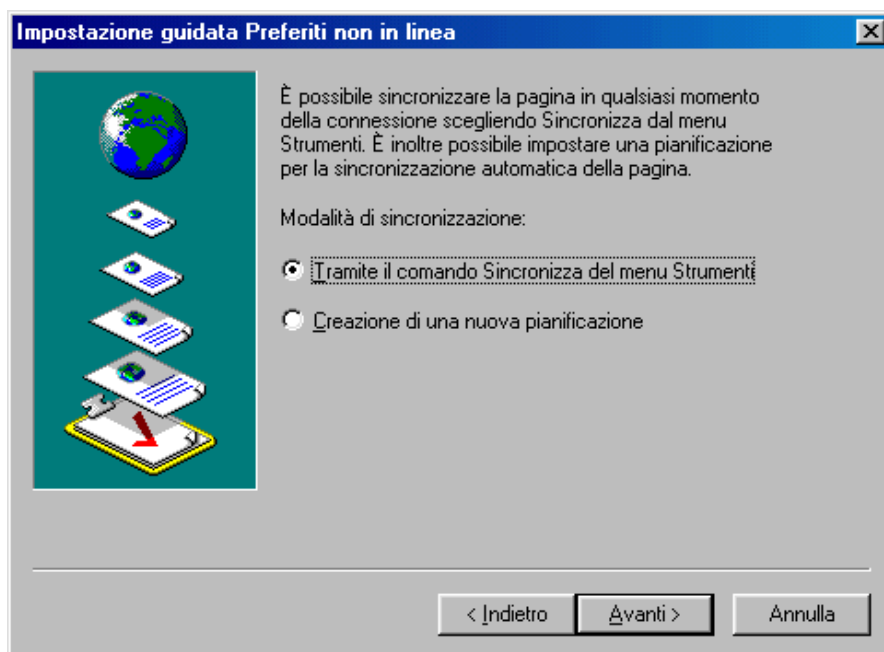 Impostazione guidata Preferiti non in linea
È possibile sincronizzare la pagina in qualsiasi momento
della connessione scegliendo Sincronizza dal menu
Strumenti. È inoltre possibile impostare una pianificazione
per la sincronizzazione automatica della pagina.
Modalità di sincronizzazione:
Tramite il comando Sincronizza del menu Strumenti
Creazione di una nuova pianificazione
< Indietro
Avanti >
Annulla